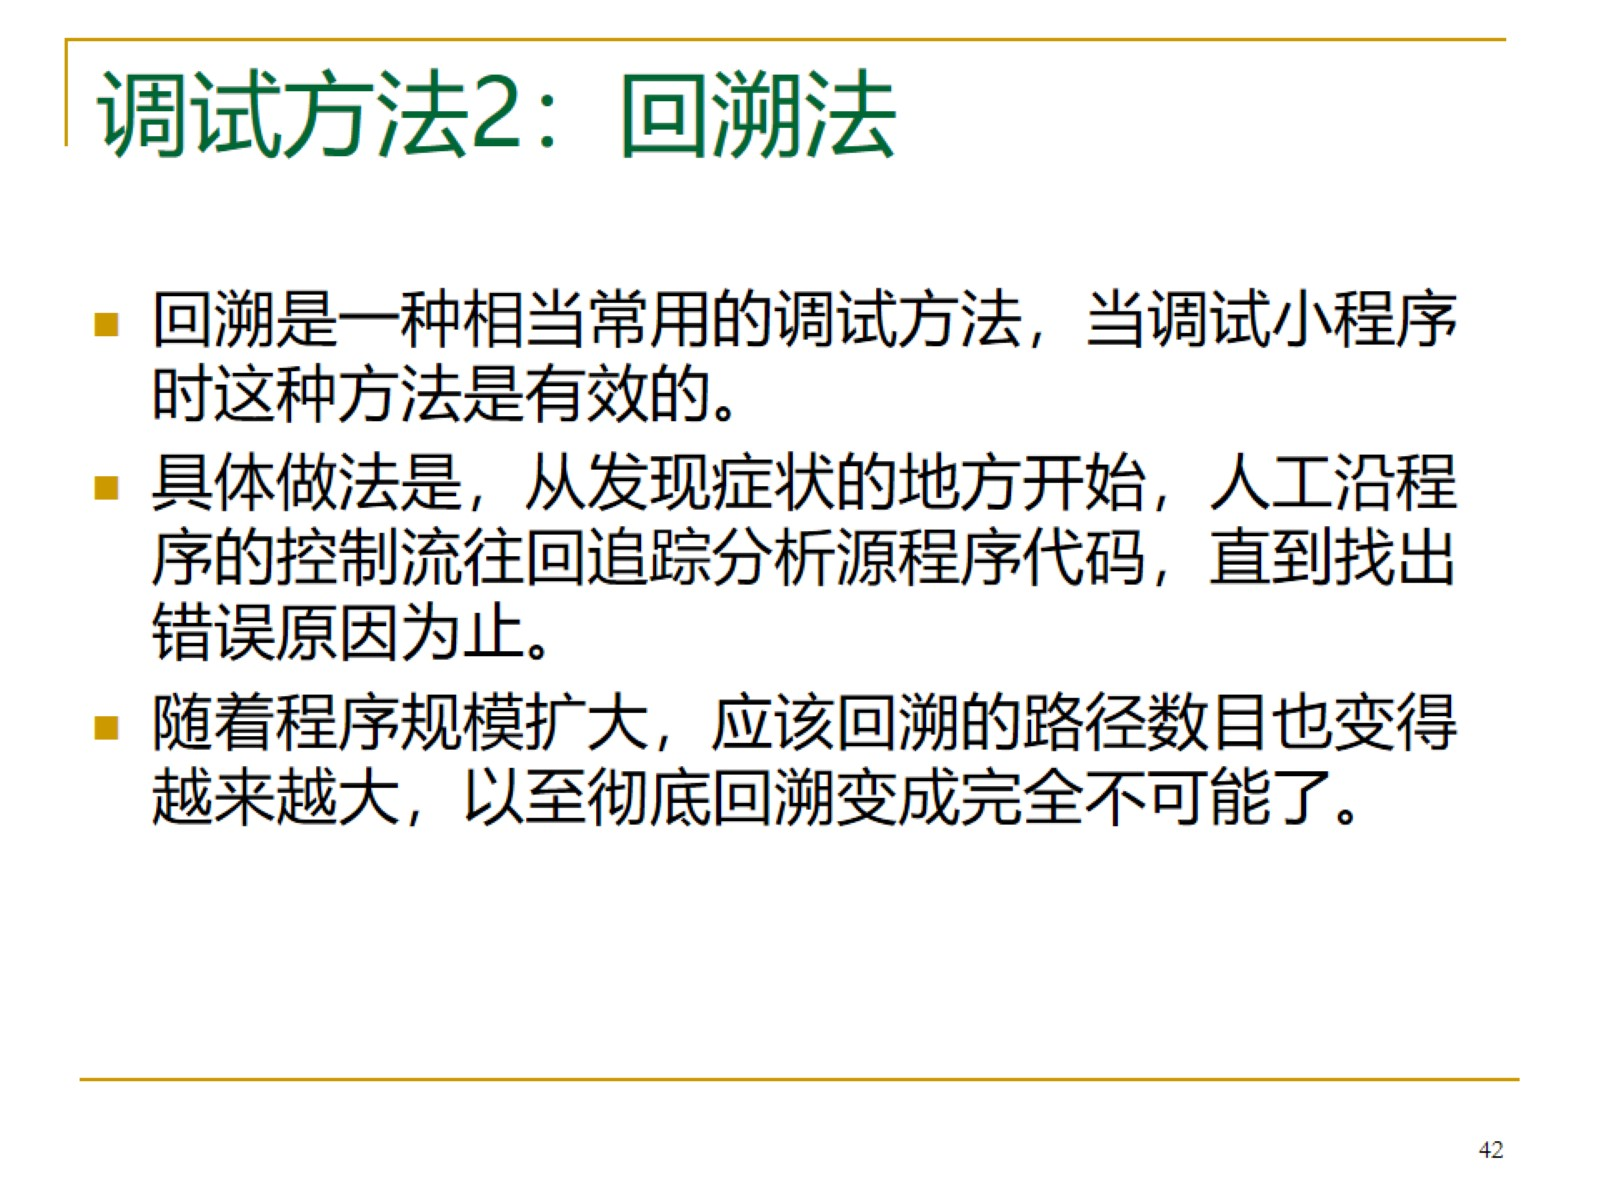 调试方法2：回溯法
回溯是一种相当常用的调试方法，当调试小程序
时这种方法是有效的。
具体做法是，从发现症状的地方开始，人工沿程
序的控制流往回追踪分析源程序代码，直到找出
错误原因为止。
随着程序规模扩大，应该回溯的路径数目也变得
越来越大，以至彻底回溯变成完全不可能了。
42